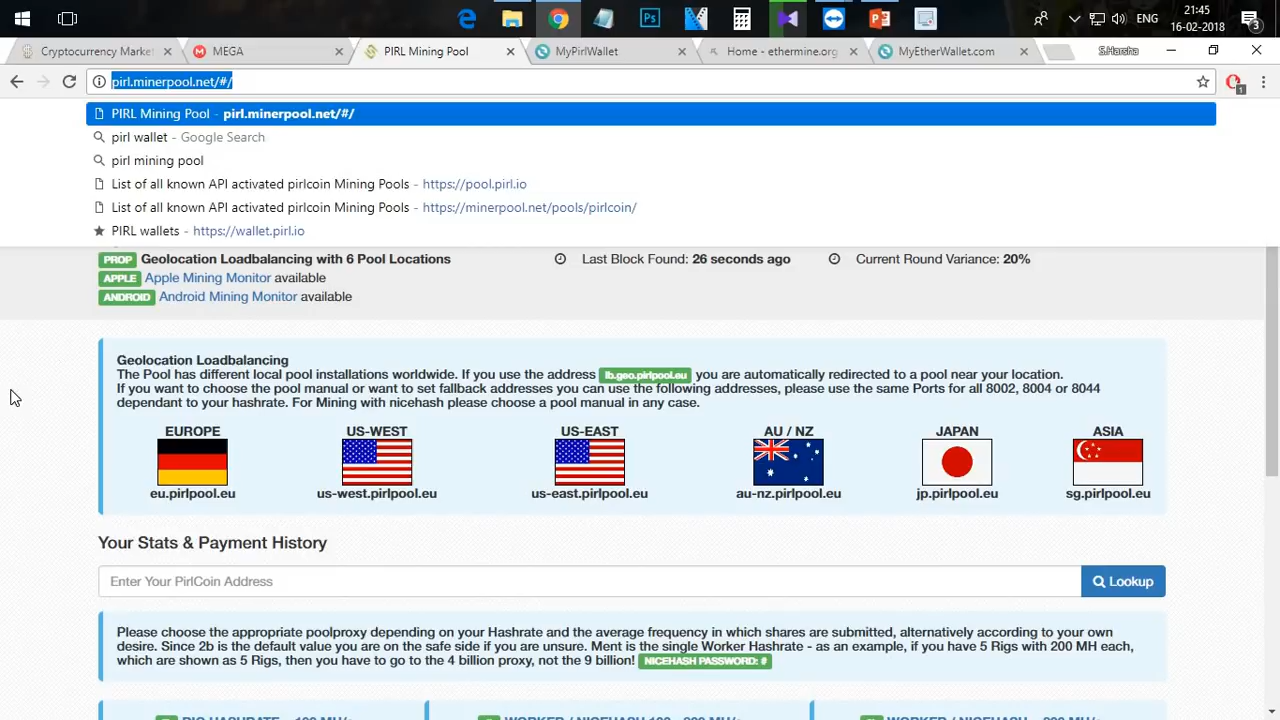 ENG
21:45
16-02-2018
Cryptocurrency Market
MEGA
PIRL Mining Pool
MyPirlWallet
Home - ethermine.org
MyEtherWallet.com
S.Harsha
pirl.minerpool.net/#/
PIRL Mining Pool - pirl.minerpool.net/#/
pirl wallet - Google Search
pirl mining pool
List of all known API activated pirlcoin Mining Pools - https://pool.pirl.io
List of all known API activated pirlcoin Mining Pools - https://minerpool.net/pools/pirlcoin/
PIRL wallets - https://wallet.pirl.io
PROP Geolocation Loadbalancing with 6 Pool Locations
Last Block Found: 26 seconds ago
Current Round Variance: 20%
APPLE Apple Mining Monitor available
ANDROID Android Mining Monitor available
Geolocation Loadbalancing
The Pool has different local pool installations worldwide. If you use the address lb.geo.pirlpool.eu you are automatically redirected to a pool near your location.
If you want to choose the pool manual or want to set fallback addresses you can use the following addresses, please use the same Ports for all 8002, 8004 or 8044
dependant to your hashrate. For Mining with nicehash please choose a pool manual in any case.
EUROPE US-WEST US-EAST AU / NZ JAPAN ASIA
eu.pirlpool.eu us-west.pirlpool.eu us-east.pirlpool.eu au-nz.pirlpool.eu jp.pirlpool.eu sg.pirlpool.eu
Your Stats & Payment History
Enter Your PirlCoin Address
Lookup
Please choose the appropriate poolproxy depending on your Hashrate and the average frequency in which shares are submitted, alternatively according to your own
desire. Since 2b is the default value you are on the safe side if you are unsure. Ment is the single Worker Hashrate - as an example, if you have 5 Rigs with 200 MH each,
which are shown as 5 Rigs, then you have to go to the 4 billion proxy, not the 9 billion! NICEHASH PASSWORD: #